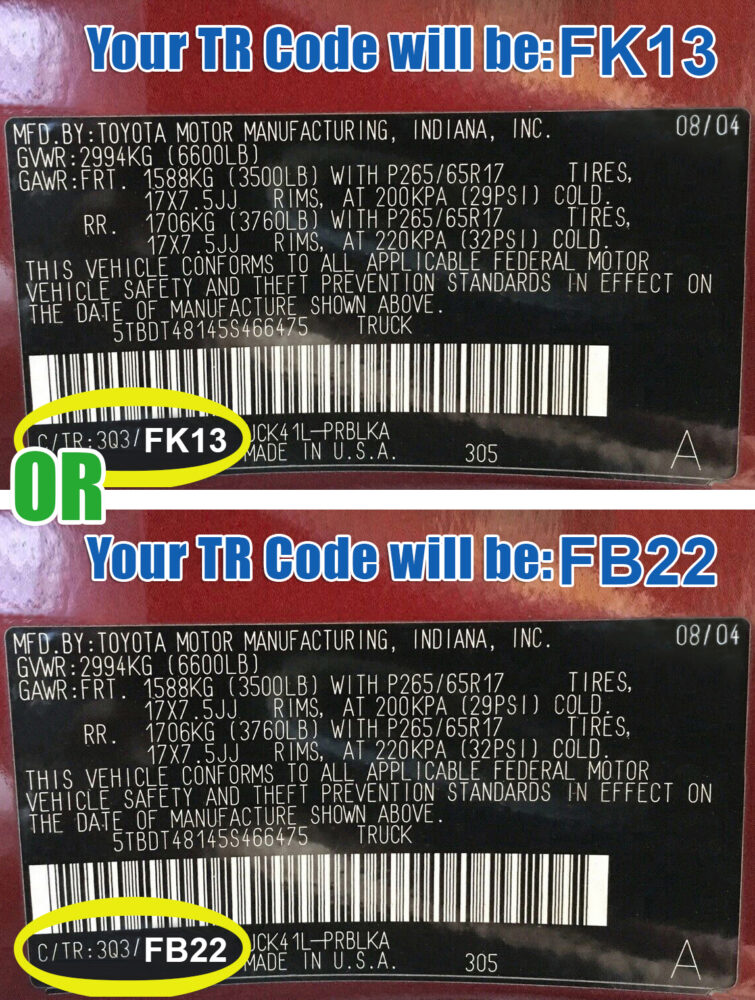 Your TR Code will be: FK13
MFD.BY:TOYOTA MOTOR MANUFACTURING, INDIANA, INC. 08/04
GVWR:2994KG (6600LB)
GAWR:FRT. 1588KG (3500LB) WITH P265/65R17 TIRES,
17X7.5JJ RIMS, AT 200KPA (29PSI) COLD.
RR. 1706KG (3760LB) WITH P265/65R17 TIRES,
17X7.5JJ RIMS, AT 220KPA (32PSI) COLD.
THIS VEHICLE CONFORMS TO ALL APPLICABLE FEDERAL MOTOR
VEHICLE SAFETY AND THEFT PREVENTION STANDARDS IN EFFECT ON
THE DATE OF MANUFACTURE SHOWN ABOVE.
5TBDT48145S466475 TRUCK
C/TR:3Q3/FK13 UCK41L-PRBLKA
MADE IN U.S.A. 305 A
OR
Your TR Code will be: FB22
MFD.BY:TOYOTA MOTOR MANUFACTURING, INDIANA, INC. 08/04
GVWR:2994KG (6600LB)
GAWR:FRT. 1588KG (3500LB) WITH P265/65R17 TIRES,
17X7.5JJ RIMS, AT 200KPA (29PSI) COLD.
RR. 1706KG (3760LB) WITH P265/65R17 TIRES,
17X7.5JJ RIMS, AT 220KPA (32PSI) COLD.
THIS VEHICLE CONFORMS TO ALL APPLICABLE FEDERAL MOTOR
VEHICLE SAFETY AND THEFT PREVENTION STANDARDS IN EFFECT ON
THE DATE OF MANUFACTURE SHOWN ABOVE.
5TBDT48145S466475 TRUCK
C/TR:3Q3/FB22 UCK41L-PRBLKA
MADE IN U.S.A. 305 A